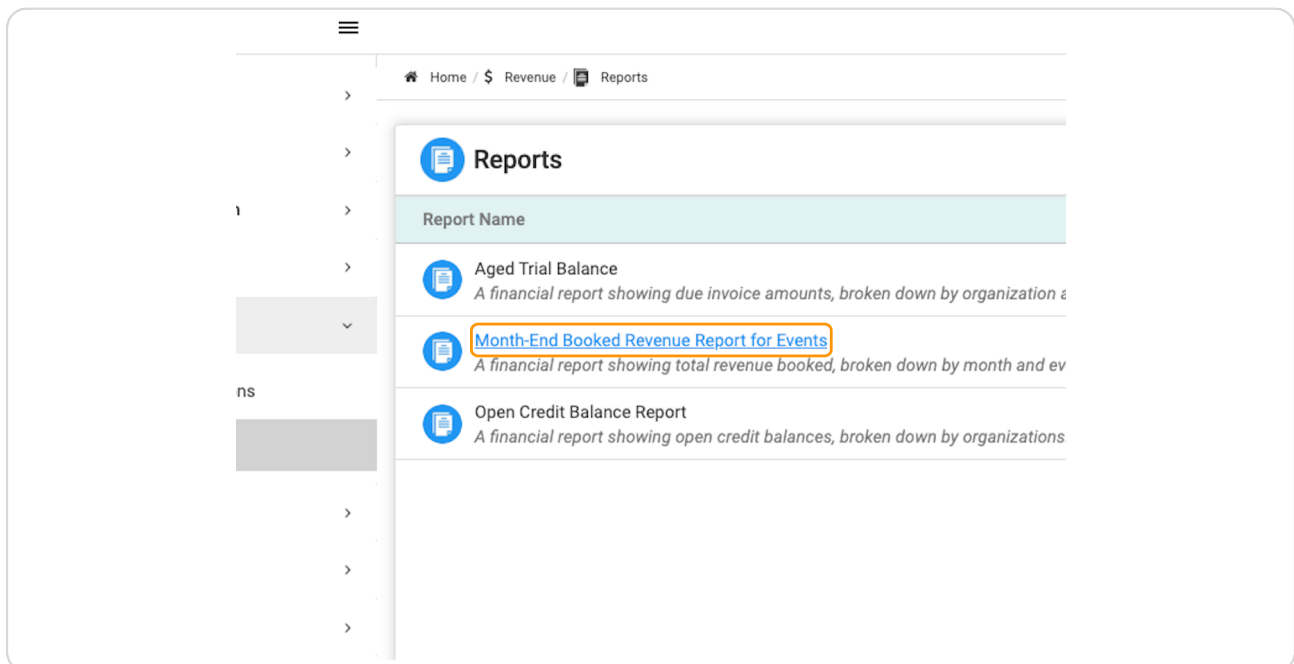 Home / $ Revenue / Reports
Reports
Report Name
Aged Trial Balance
A financial report showing due invoice amounts, broken down by organization
Month-End Booked Revenue Report for Events
A financial report showing total revenue booked, broken down by month and ev
ns
Open Credit Balance Report
A financial report showing open credit balances, broken down by organizations